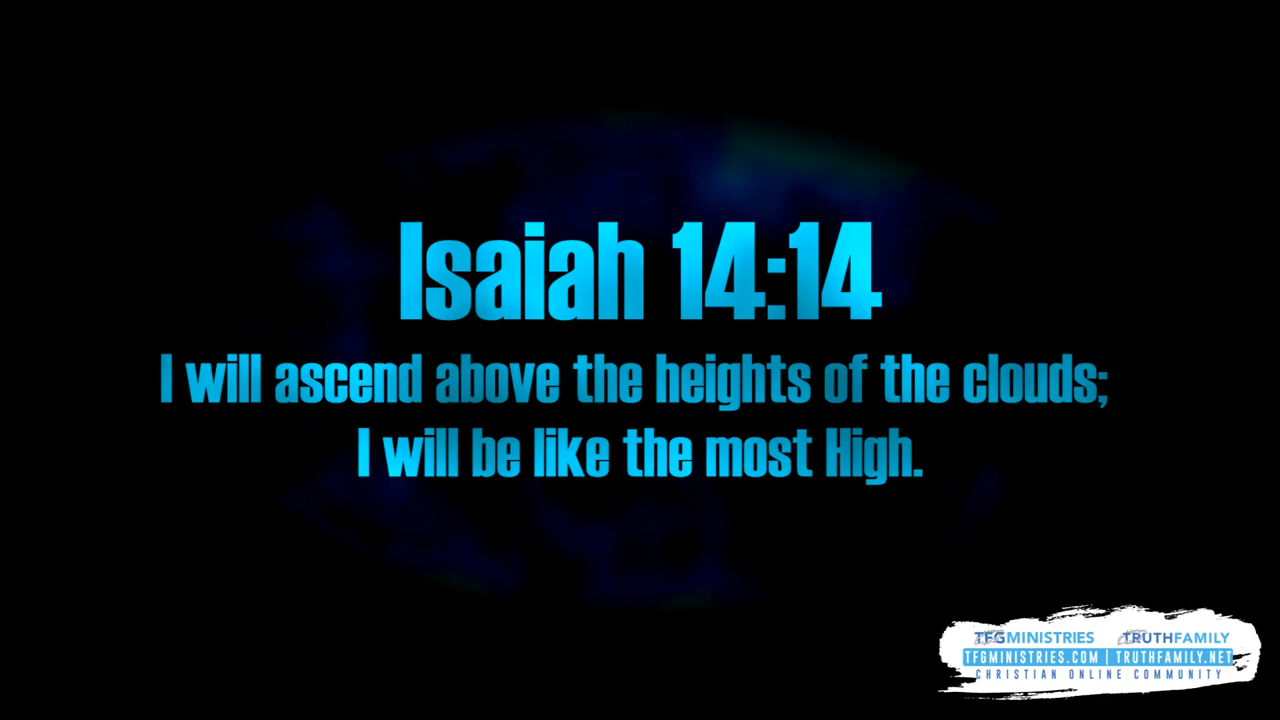 Isaiah 14:14
I will ascend above the heights of the clouds;
I will be like the most High.
TFGMINISTRIES TRUTHFAMILY
TFGMINISTRIES.COM | TRUTHFAMILY.NET
CHRISTIAN ONLINE COMMUNITY